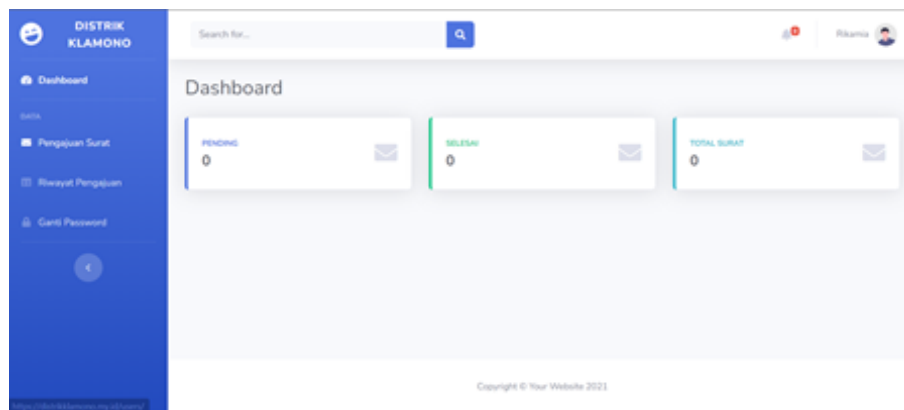 DISTRIK
KLAMONO
Search for...
Rikarnia
Dashboard
Dashboard
DATA
Pengajuan Surat
PENDING
0
SELESAI
0
TOTAL SURAT
0
Riwayat Pengajuan
Ganti Password
Copyright © Your Website 2021